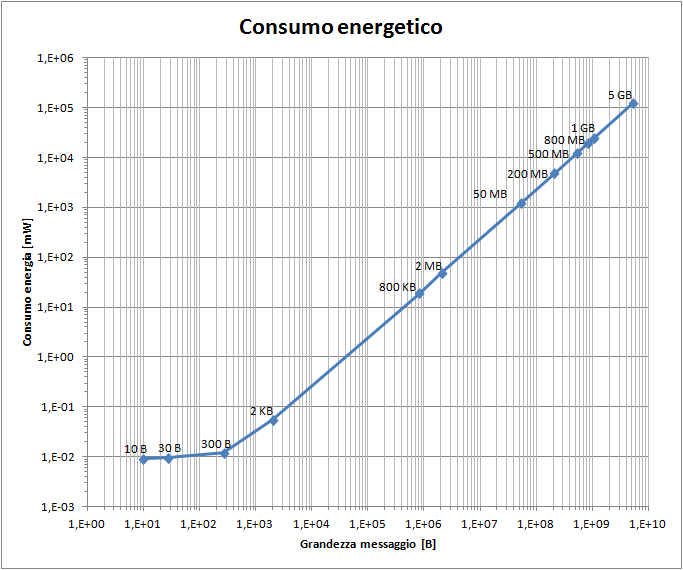 Consumo energetico
1,E+06
1,E+05
1,E+04
1,E+03
1,E+02
1,E+01
1,E+00
1,E-01
1,E-02
1,E-03
Consumo energia [mW]
5 GB
1 GB
800 MB
500 MB
200 MB
50 MB
2 MB
800 KB
2 KB
300 B
10 B 30 B
1,E+00 1,E+01 1,E+02 1,E+03 1,E+04 1,E+05 1,E+06 1,E+07 1,E+08 1,E+09 1,E+10
Grandezza messaggio [B]